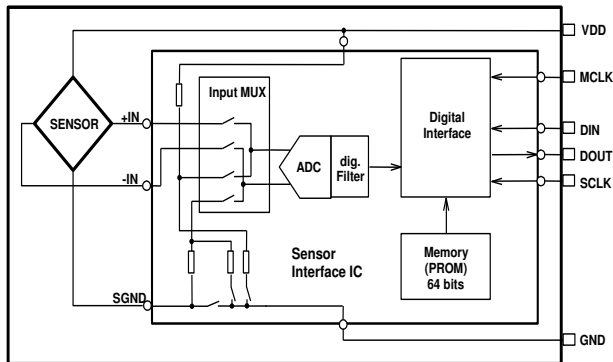 VDD
MCLK
Input MUX
+IN
SENSOR
Digital
Interface
DIN
DOUT
ADC
dig.
Filter
-IN
SCLK
Sensor
Interface IC
Memory
(PROM)
64 bits
SGND
GND